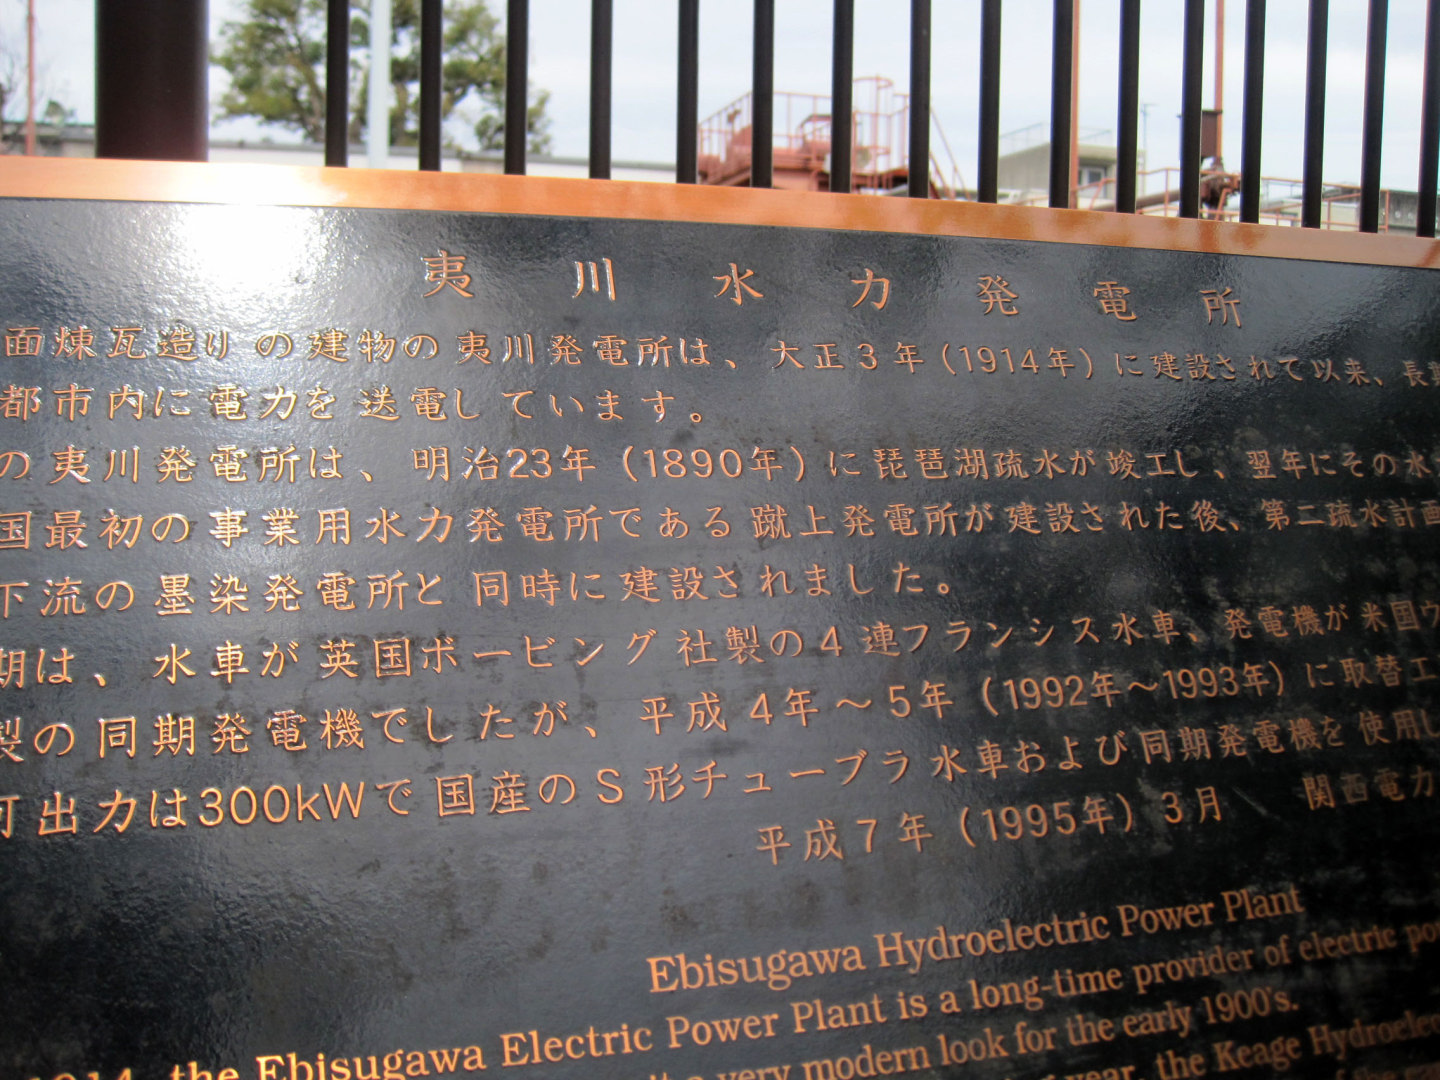 夷川水力発電所
面煉瓦造りの建物の夷川発電所は、大正3年(1914年)に建設されて以来、長期
都市内に電力を送電しています。
の夷川発電所は、明治23年(1890年)に琵琶湖疏水が竣工し、翌年にその水
国最初の事業用水力発電所である蹴上発電所が建設された後、第二疏水計画
下流の墨染発電所と同時に建設されました。
期は、水車が英国ボービング社製の4連フランシス水車、発電機が米国ウ
製の同期発電機でしたが、平成4年～5年(1992年～1993年)に取替工
可出力は300kWで国産のS形チューブラ水車および同期発電機を使用し
平成7年(1995年)3月 関西電力
Ebisugawa Hydroelectric Power Plant
1914, the Ebisugawa Electric Power Plant is a long-time provider of electric
a very modern look for the early 1900's.
year, the Keage